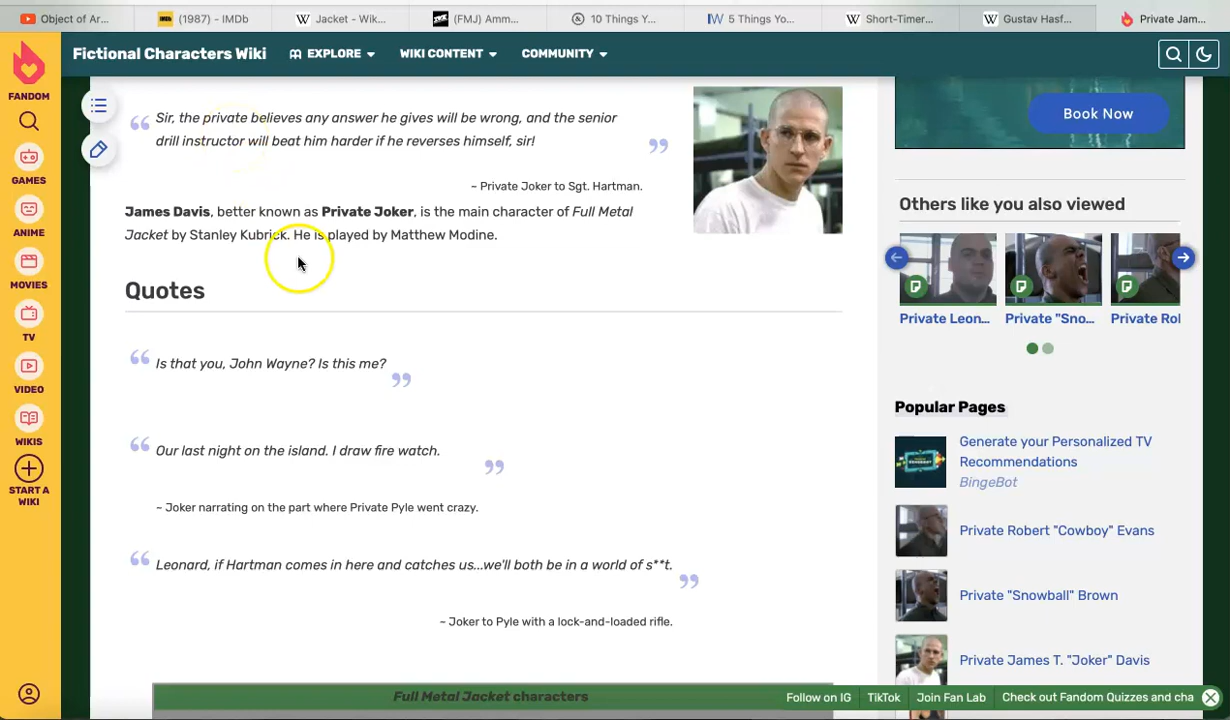 Object of Ar...
(1987) - IMDb
Jacket - Wik...
(FMJ) Amm...
10 Things Y...
5 Things Yo...
Short-Timer...
Gustav Hasf...
Private Jam...
Fictional Characters Wiki
EXPLORE
WIKI CONTENT
COMMUNITY
FANDOM
GAMES
ANIME
MOVIES
TV
VIDEO
WIKIS
START A
WIKI
Sir, the private believes any answer he gives will be wrong, and the senior
drill instructor will beat him harder if he reverses himself, sir!
– Private Joker to Sgt. Hartman.
James Davis, better known as Private Joker, is the main character of Full Metal
Jacket by Stanley Kubrick. He is played by Matthew Modine.
Quotes
Is that you, John Wayne? Is this me?
Our last night on the island. I draw fire watch.
– Joker narrating on the part where Private Pyle went crazy.
Leonard, if Hartman comes in here and catches us...we'll both be in a world of s**t.
– Joker to Pyle with a lock-and-loaded rifle.
Full Metal Jacket characters
Book Now
Others like you also viewed
Private Leon...
Private "Sno...
Private Rol
Popular Pages
Generate your Personalized TV
Recommendations
BingeBot
Private Robert "Cowboy" Evans
Private "Snowball" Brown
Private James T. "Joker" Davis
Follow on IG
TikTok
Join Fan Lab
Check out Fandom Quizzes and cha